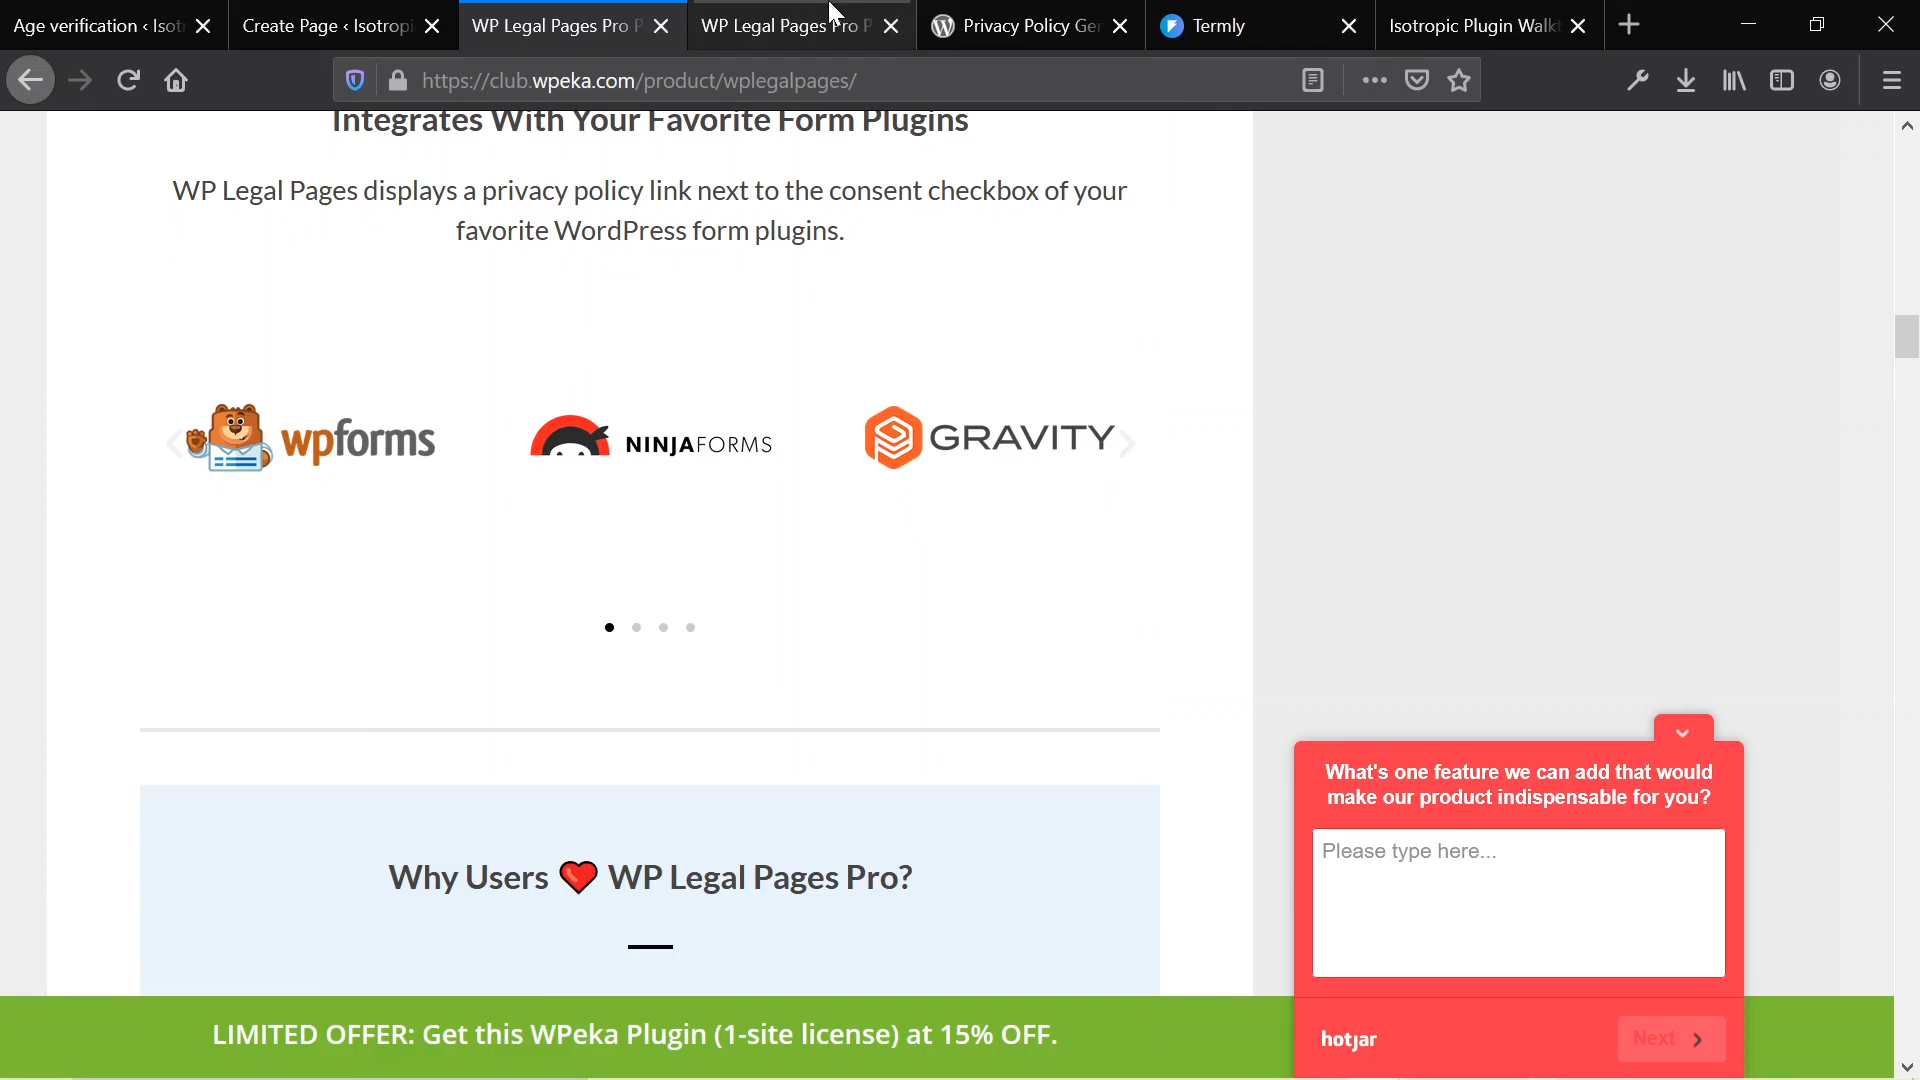 Age verification ‹ Isotr
Create Page ‹ Isotropi
WP Legal Pages Pro P
WP Legal Pages Pro P
Privacy Policy Ger
Termly
Isotropic Plugin Walkt
https://club.wpeka.com/product/wplegalpages/
Integrates With Your Favorite Form Plugins
WP Legal Pages displays a privacy policy link next to the consent checkbox of your
favorite WordPress form plugins.
wpforms
NINJAFORMS
GRAVITY
Why Users ❤ WP Legal Pages Pro?
What's one feature we can add that would
make our product indispensable for you?
Please type here...
LIMITED OFFER: Get this WPeka Plugin (1-site license) at 15% OFF.
hotjar
Next